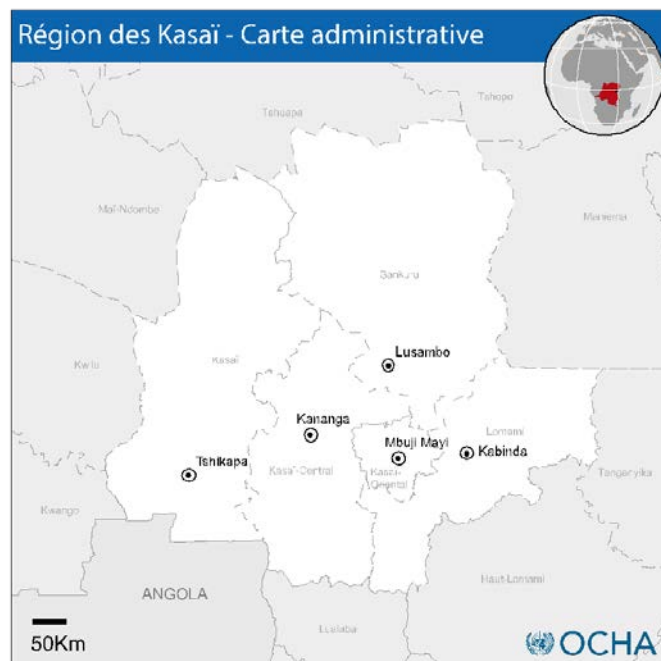 Région des Kasaï - Carte administrative
Tshuapa
Tshopo
Maï-Ndombe
Maniema
Sankuru
Lusambo
Kwilu
Kasaï
Kananga
Lomami
Mbuji Mayi
Kabinda
Tshikapa
Kasaï-Central
Kasaï-
Oriental
Tanganyika
Kwango
Haut-Lomami
ANGOLA
Lualaba
50Km
OCHA